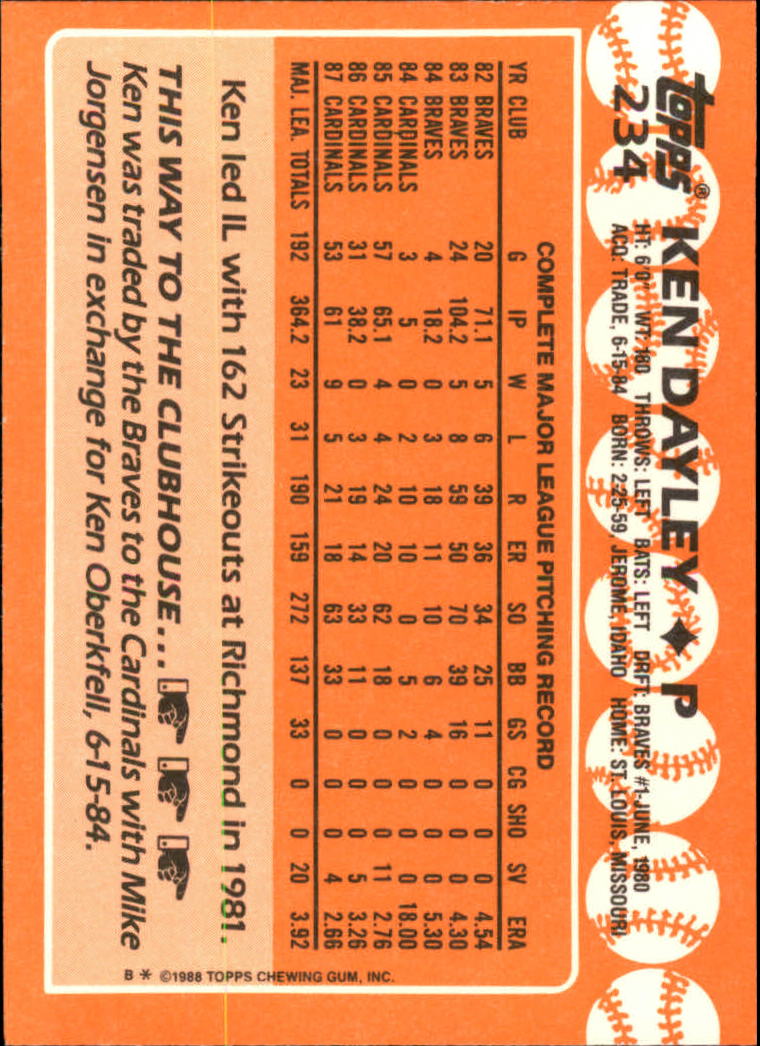 topps®
234
KEN DAYLEY ♦ P
HT: 6'0" WT: 180 THROWS: LEFT BATS: LEFT DRFT: BRAVES #1-JUNE, 1980
ACQ: TRADE, 6-15-84 BORN: 2-25-59, JEROME, IDAHO HOME: ST. LOUIS, MISSOURI
COMPLETE MAJOR LEAGUE PITCHING RECORD
YR CLUB G IP W L R ER SO BB GS CG SHO SV ERA
82 BRAVES 20 71.1 5 6 39 36 34 25 11 0 0 0 4.54
83 BRAVES 24 104.2 5 8 59 50 70 39 16 0 0 0 4.30
84 BRAVES 4 18.2 0 3 18 11 10 6 4 0 0 0 5.30
84 CARDINALS 3 5 0 2 10 10 0 5 2 0 0 0 18.00
85 CARDINALS 57 65.1 4 4 24 20 62 18 0 0 0 11 2.76
86 CARDINALS 31 38.2 0 3 19 14 33 11 0 0 0 5 3.26
87 CARDINALS 53 61 9 5 21 18 63 33 0 0 0 4 2.66
MAJ. LEA. TOTALS 192 364.2 23 31 190 159 272 137 33 0 0 20 3.92
Ken led IL with 162 Strikeouts at Richmond in 1981.
THIS WAY TO THE CLUBHOUSE...
Ken was traded by the Braves to the Cardinals with Mike
Jorgensen in exchange for Ken Oberkfell, 6-15-84.
B * ©1988 TOPPS CHEWING GUM, INC.